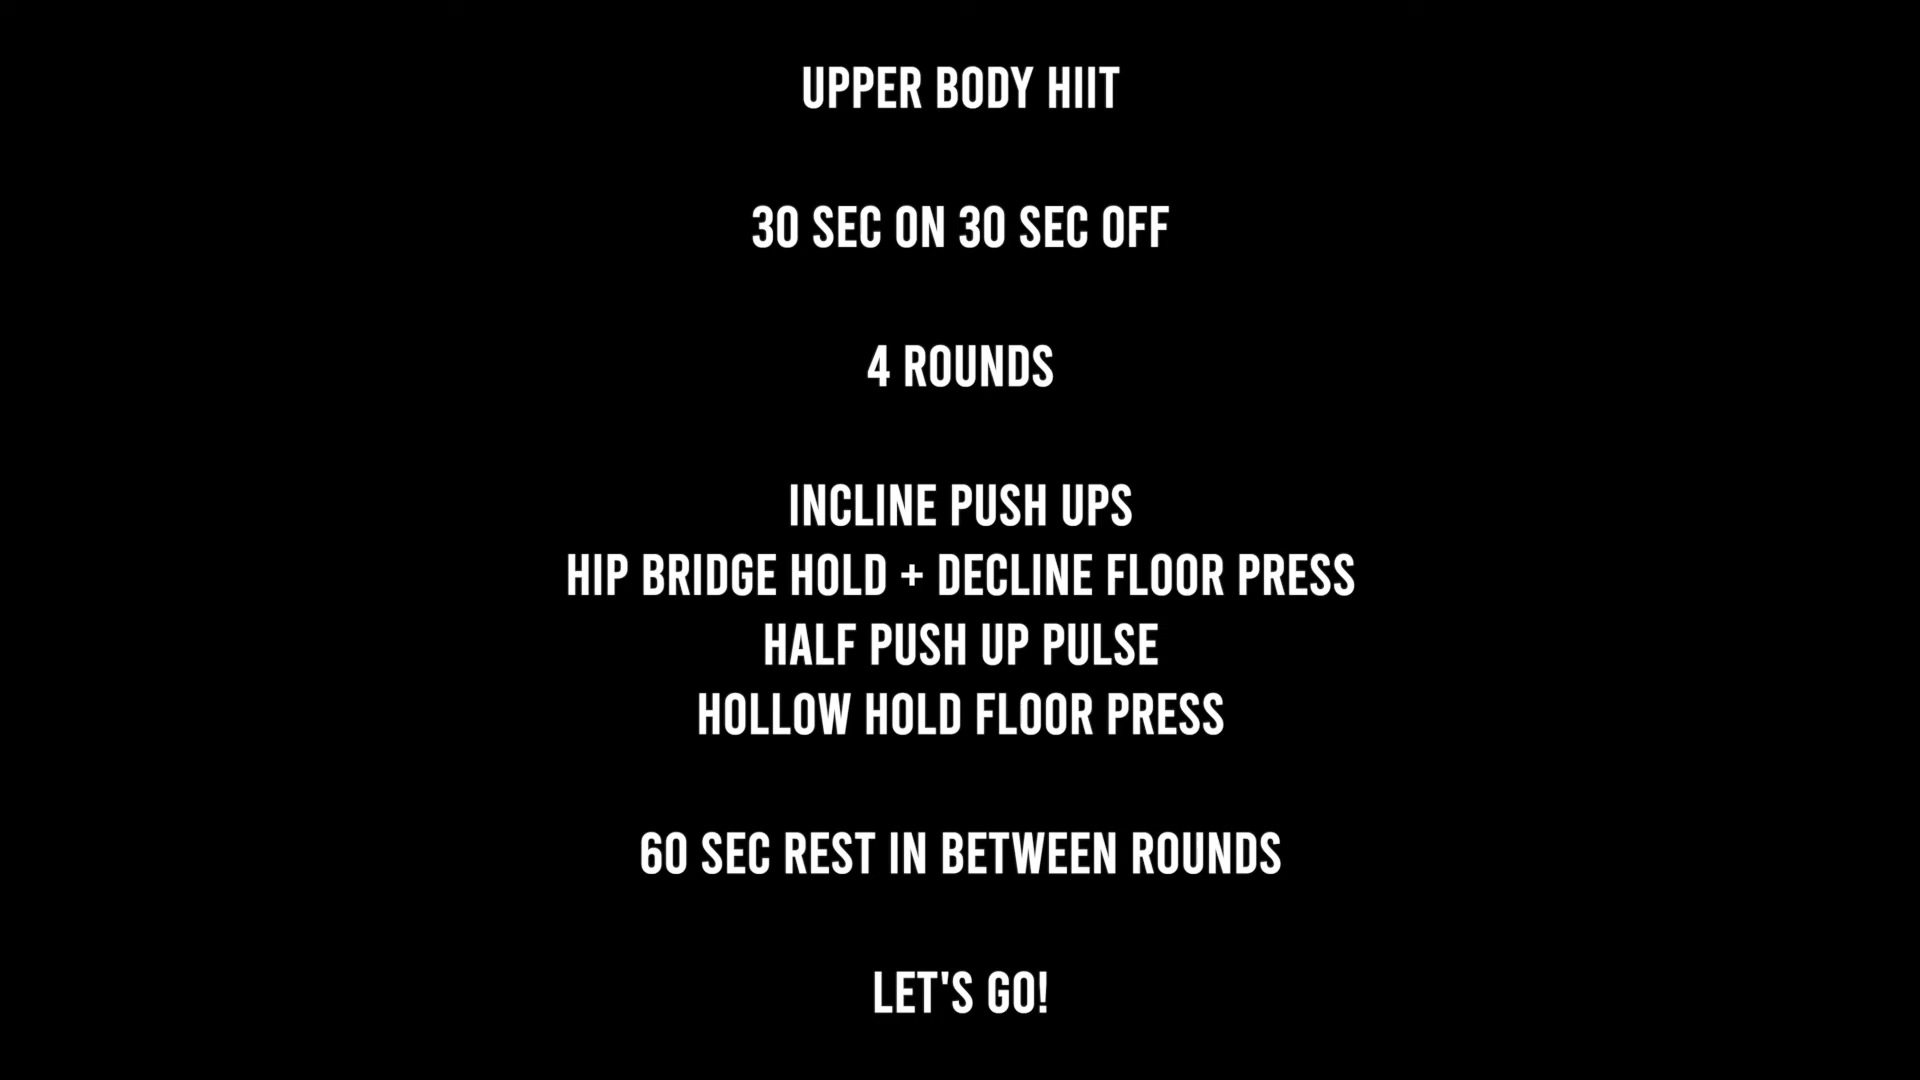 UPPER BODY HIIT
30 SEC ON 30 SEC OFF
4 ROUNDS
INCLINE PUSH UPS
HIP BRIDGE HOLD + DECLINE FLOOR PRESS
HALF PUSH UP PULSE
HOLLOW HOLD FLOOR PRESS
60 SEC REST IN BETWEEN ROUNDS
LET'S GO!